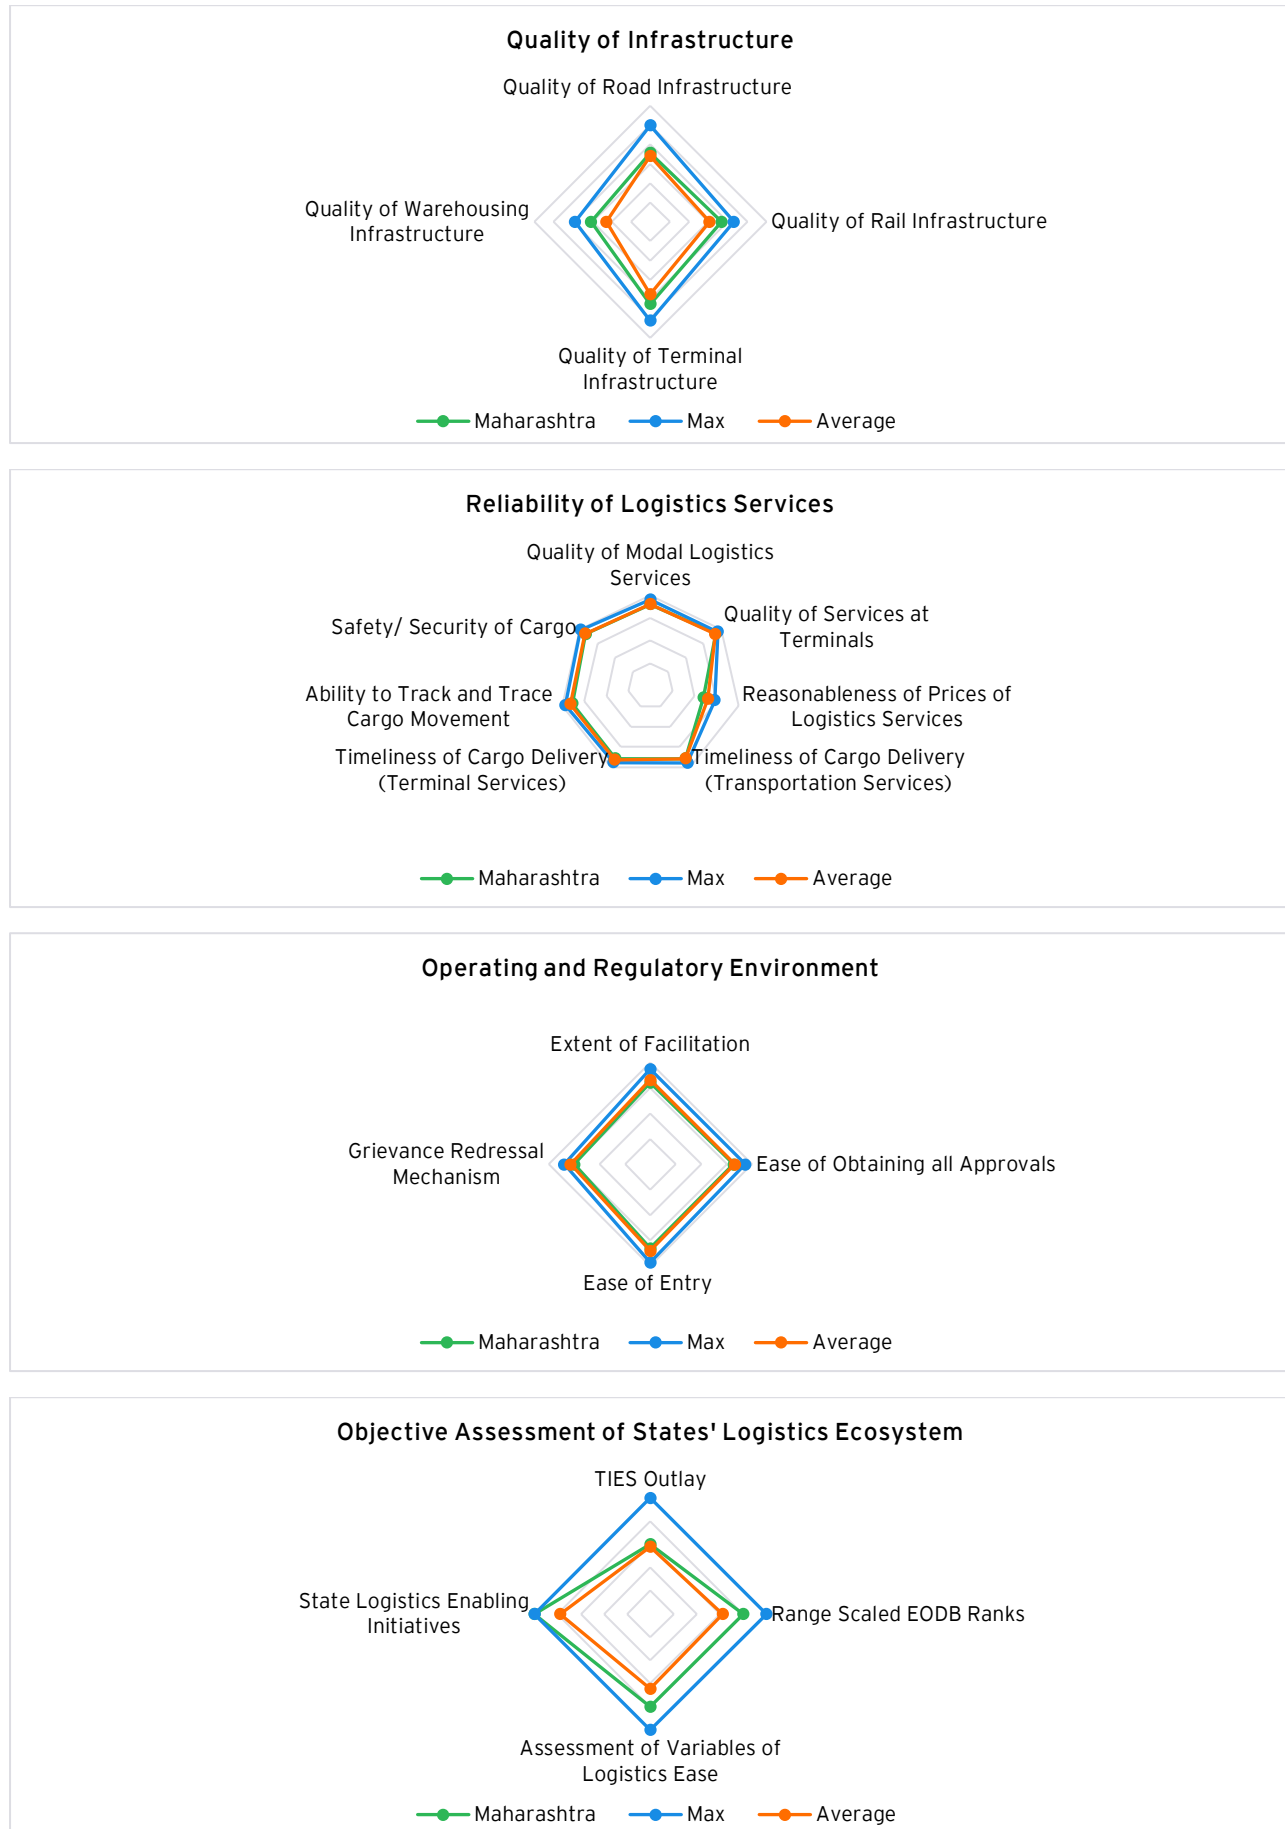 Quality of Infrastructure
Quality of Road Infrastructure
Quality of Warehousing
Infrastructure
Quality of Rail Infrastructure
Quality of Terminal
Infrastructure
Maharashtra Max Average
Reliability of Logistics Services
Quality of Modal Logistics
Services
Quality of Services at
Terminals
Safety/ Security of Cargo
Ability to Track and Trace
Cargo Movement
Reasonableness of Prices of
Logistics Services
Timeliness of Cargo Delivery
(Terminal Services)
Timeliness of Cargo Delivery
(Transportation Services)
Maharashtra Max Average
Operating and Regulatory Environment
Extent of Facilitation
Grievance Redressal
Mechanism
Ease of Obtaining all Approvals
Ease of Entry
Maharashtra Max Average
Objective Assessment of States' Logistics Ecosystem
TIES Outlay
State Logistics Enabling
Initiatives
Range Scaled EODB Ranks
Assessment of Variables of
Logistics Ease
Maharashtra Max Average